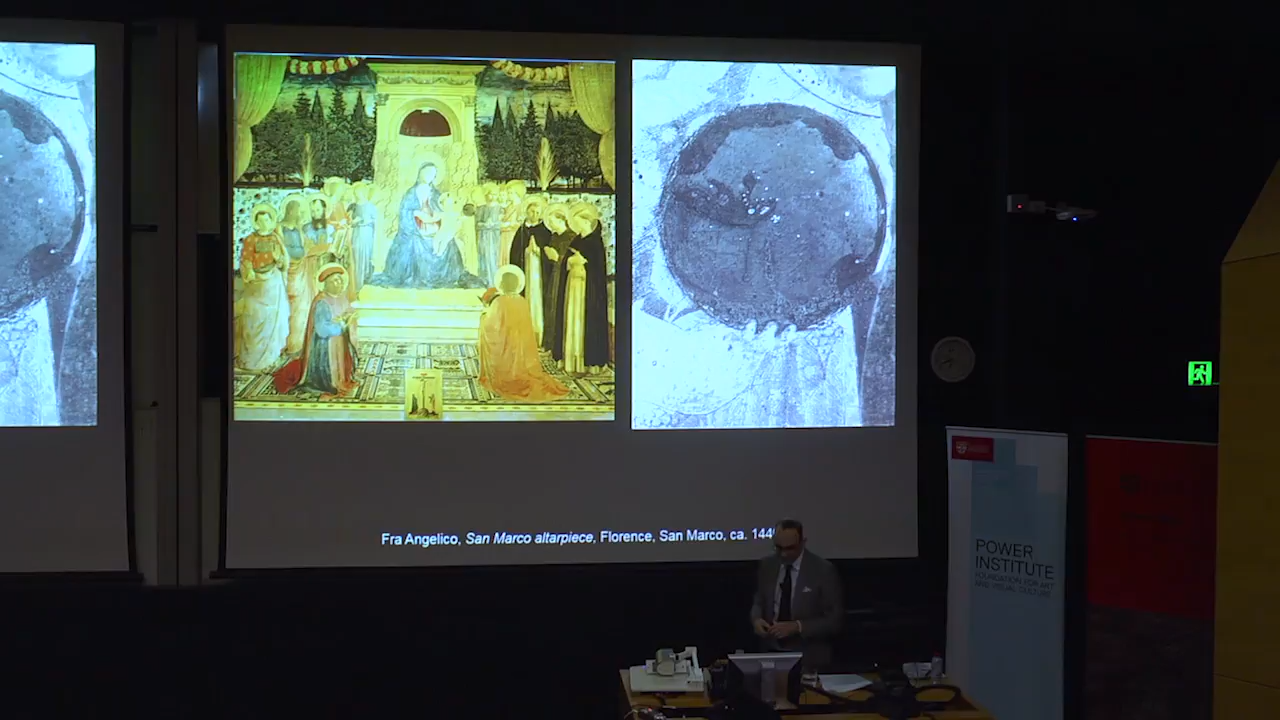 Fra Angelico, San Marco altarpiece, Florence, San Marco, ca. 144
POWER
INSTITUTE
FOUNDATION FOR ART
AND VISUAL CULTURE